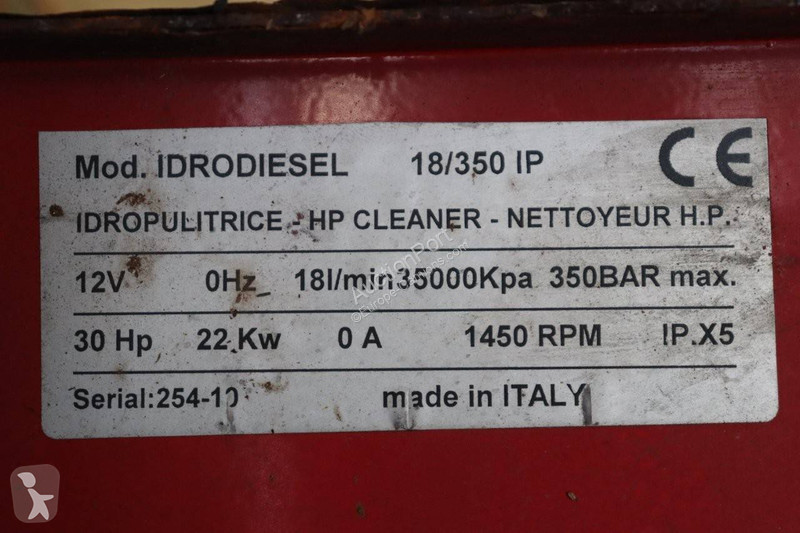 Mod. IDRODIESEL 18/350 IP CE
IDROPULITRICE - HP CLEANER - NETTOYEUR H.P.
12V 0Hz 18l/min35000Kpa 350BAR max.
30 Hp 22 Kw 0 A 1450 RPM IP.X5
Serial:254-10 made in ITALY